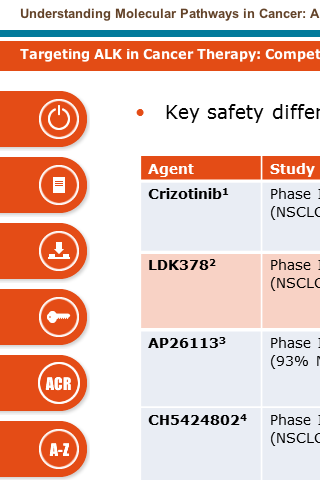 Understanding Molecular Pathways in Cancer: A
Targeting ALK in Cancer Therapy: Compet
• Key safety differ
Agent Study
Crizotinib¹ Phase I
(NSCLC
LDK378² Phase I
(NSCLC
AP26113³ Phase I
(93% N
CH5424802⁴ Phase I
(NSCLC
ACR
A-Z